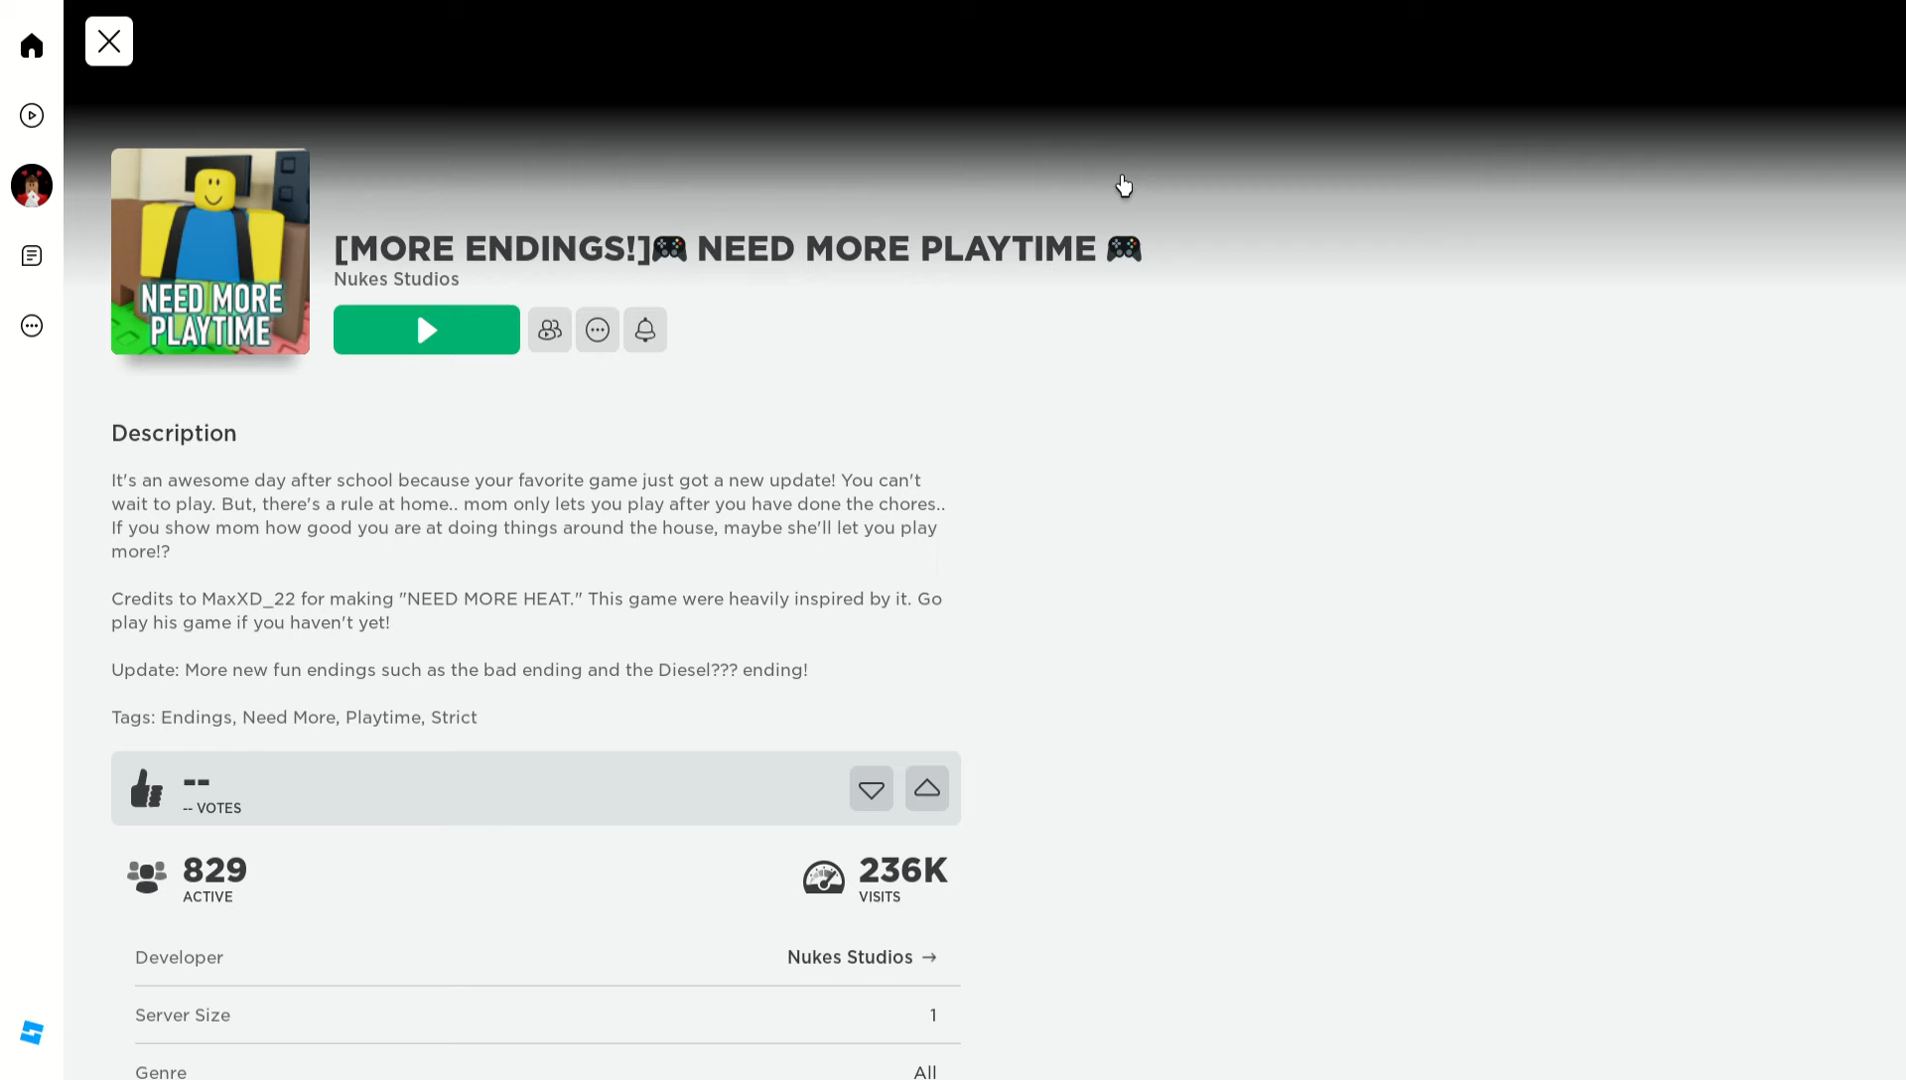 [MORE ENDINGS!]🎮 NEED MORE PLAYTIME 🎮
Nukes Studios
NEED MORE
PLAYTIME
Description
It's an awesome day after school because your favorite game just got a new update! You can't
wait to play. But, there's a rule at home.. mom only lets you play after you have done the chores..
If you show mom how good you are at doing things around the house, maybe she'll let you play
more!?
Credits to MaxXD_22 for making "NEED MORE HEAT." This game were heavily inspired by it. Go
play his game if you haven't yet!
Update: More new fun endings such as the bad ending and the Diesel??? ending!
Tags: Endings, Need More, Playtime, Strict
--
-- VOTES
829
ACTIVE
236K
VISITS
Developer Nukes Studios →
Server Size 1
Genre All